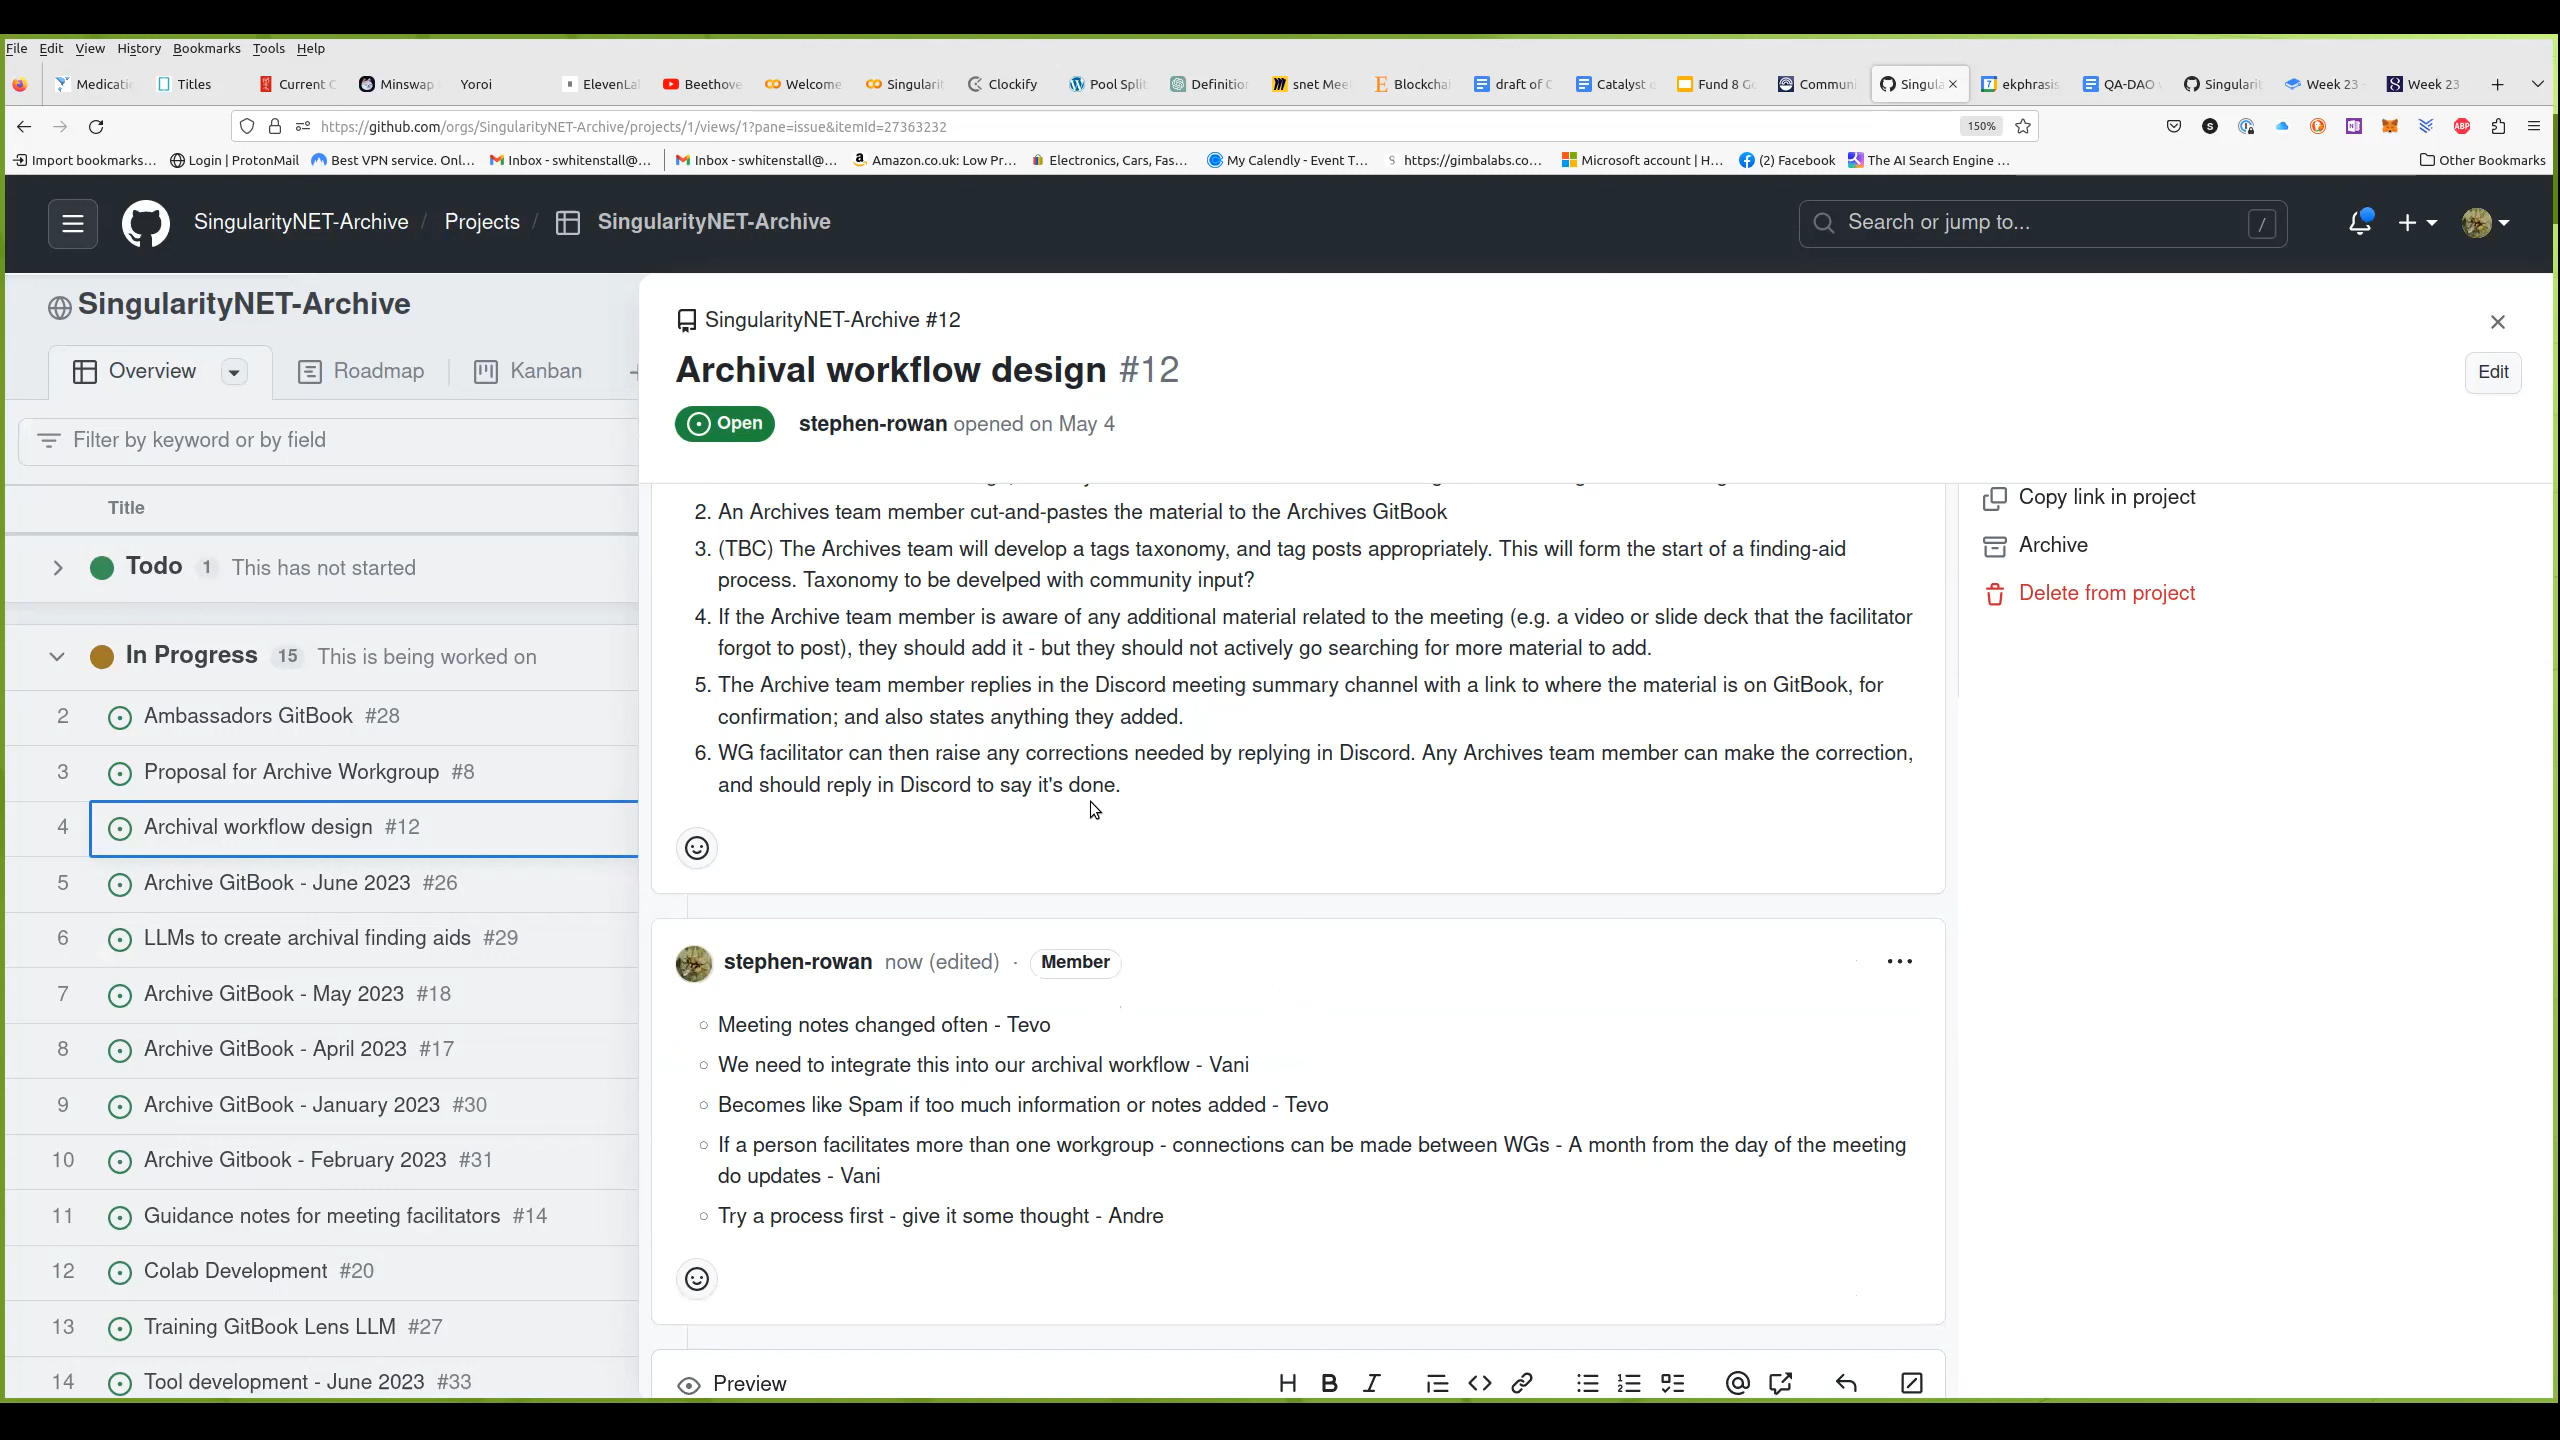 File Edit View History Bookmarks Tools Help
Medicati Titles Current C Minswap Yoroi ElevenLa Beethove Welcome Singularit Clockify Pool Split Definition snet Mee Blockchai draft of C Catalyst Fund 8 G Communi Singula ekphrasis QA-DAO Singularit Week 23 Week 23
https://github.com/orgs/SingularityNET-Archive/projects/1/views/1?pane=issue&itemId=27363232 150%
Import bookmarks... Login | ProtonMail Best VPN service. Onl... Inbox - swhitenstall@... Inbox - swhitenstall@... Amazon.co.uk: Low Pr... Electronics, Cars, Fas... My Calendly - Event T... https://gimbalabs.co... Microsoft account | H... (2) Facebook The AI Search Engine ... Other Bookmarks
SingularityNET-Archive / Projects / SingularityNET-Archive Search or jump to... /
SingularityNET-Archive
Overview Roadmap Kanban
Filter by keyword or by field
Title
Todo 1 This has not started
In Progress 15 This is being worked on
2 Ambassadors GitBook #28
3 Proposal for Archive Workgroup #8
4 Archival workflow design #12
5 Archive GitBook - June 2023 #26
6 LLMs to create archival finding aids #29
7 Archive GitBook - May 2023 #18
8 Archive GitBook - April 2023 #17
9 Archive GitBook - January 2023 #30
10 Archive Gitbook - February 2023 #31
11 Guidance notes for meeting facilitators #14
12 Colab Development #20
13 Training GitBook Lens LLM #27
14 Tool development - June 2023 #33
SingularityNET-Archive #12
Archival workflow design #12
Edit
Open stephen-rowan opened on May 4
2. An Archives team member cut-and-pastes the material to the Archives GitBook
3. (TBC) The Archives team will develop a tags taxonomy, and tag posts appropriately. This will form the start of a finding-aid
process. Taxonomy to be develped with community input?
4. If the Archive team member is aware of any additional material related to the meeting (e.g. a video or slide deck that the facilitator
forgot to post), they should add it - but they should not actively go searching for more material to add.
5. The Archive team member replies in the Discord meeting summary channel with a link to where the material is on GitBook, for
confirmation; and also states anything they added.
6. WG facilitator can then raise any corrections needed by replying in Discord. Any Archives team member can make the correction,
and should reply in Discord to say it's done.
stephen-rowan now (edited) · Member
Meeting notes changed often - Tevo
We need to integrate this into our archival workflow - Vani
Becomes like Spam if too much information or notes added - Tevo
If a person facilitates more than one workgroup - connections can be made between WGs - A month from the day of the meeting
do updates - Vani
Try a process first - give it some thought - Andre
Preview
Copy link in project
Archive
Delete from project